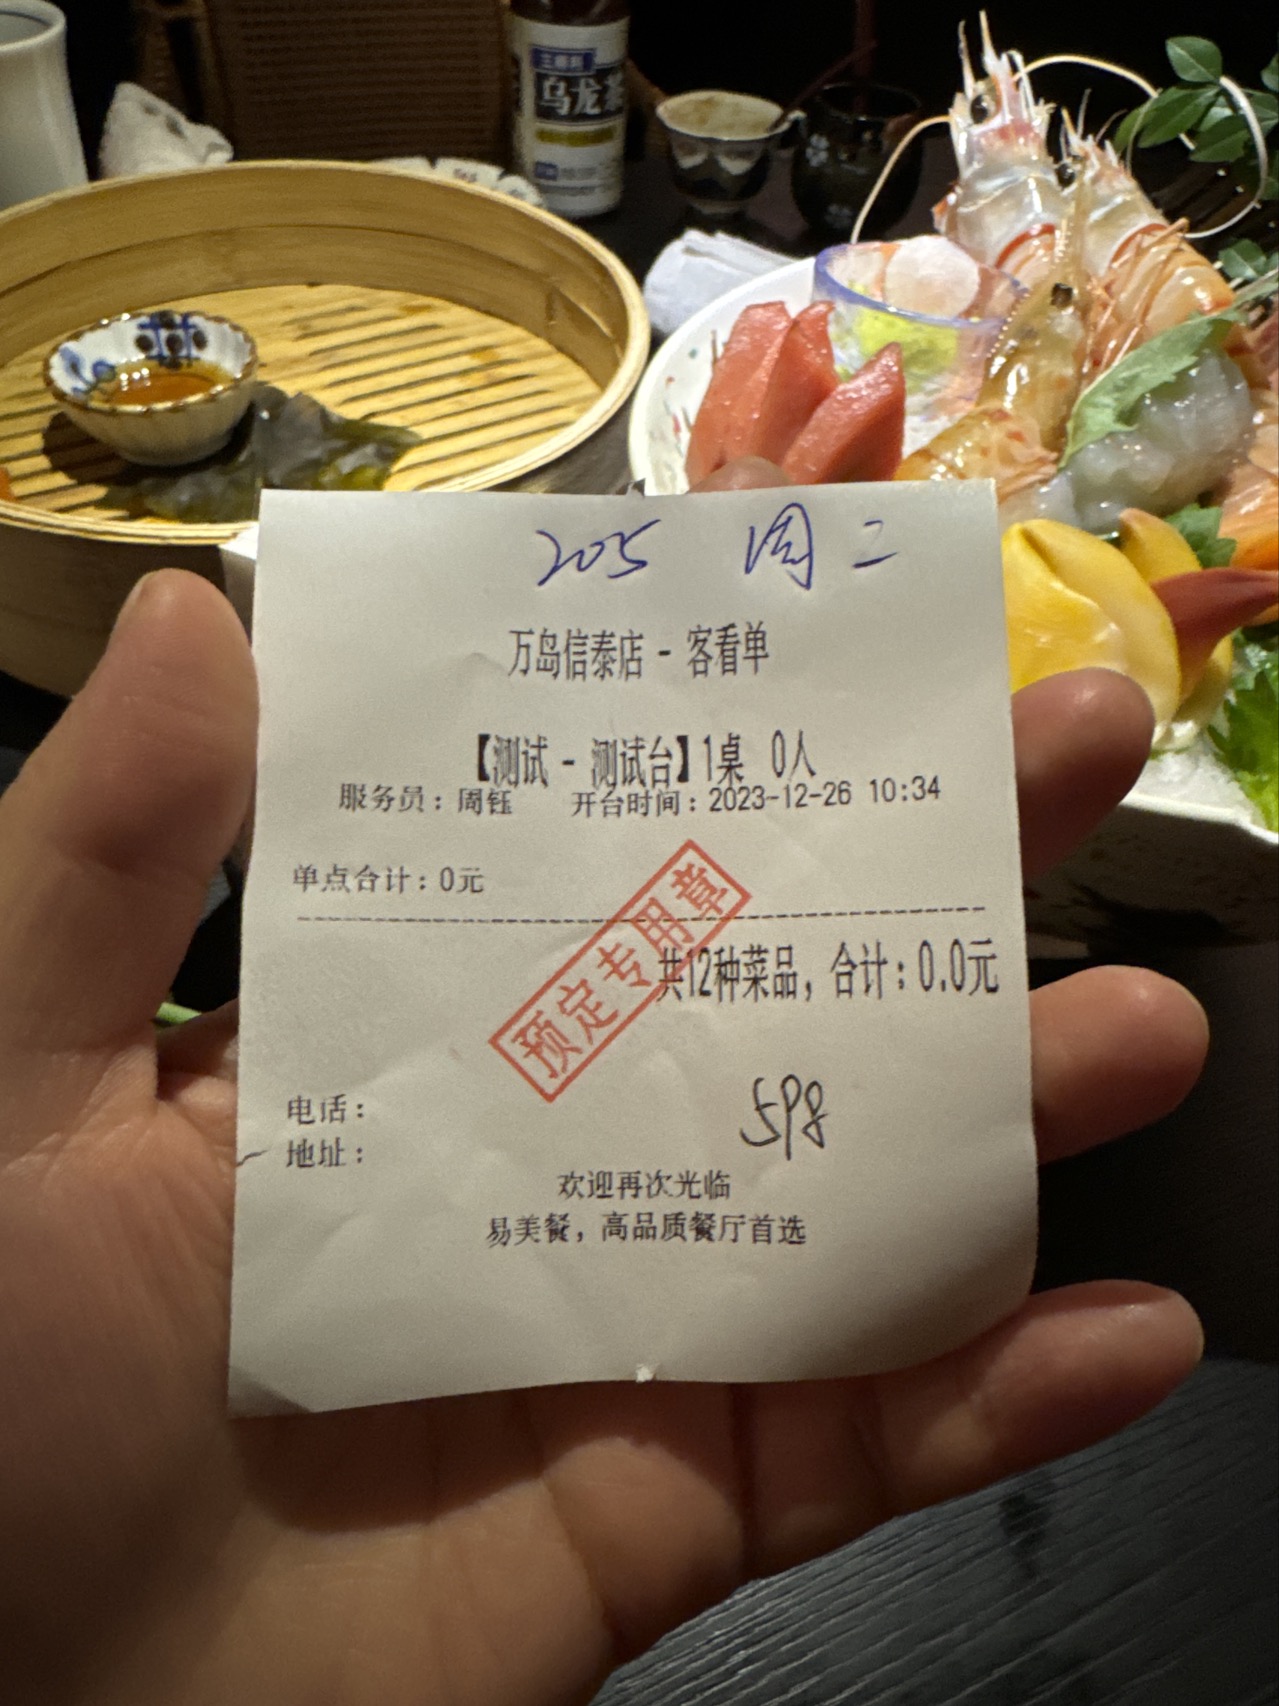 乌龙茶
205 周二
万岛信泰店 - 客看单
【测试 - 测试台】1桌 0人
服务员：周钰 开台时间：2023-12-26 10:34
单点合计：0元
预定专用章
共12种菜品，合计：0.0元
电话：
598
地址：
欢迎再次光临
易美餐，高品质餐厅首选